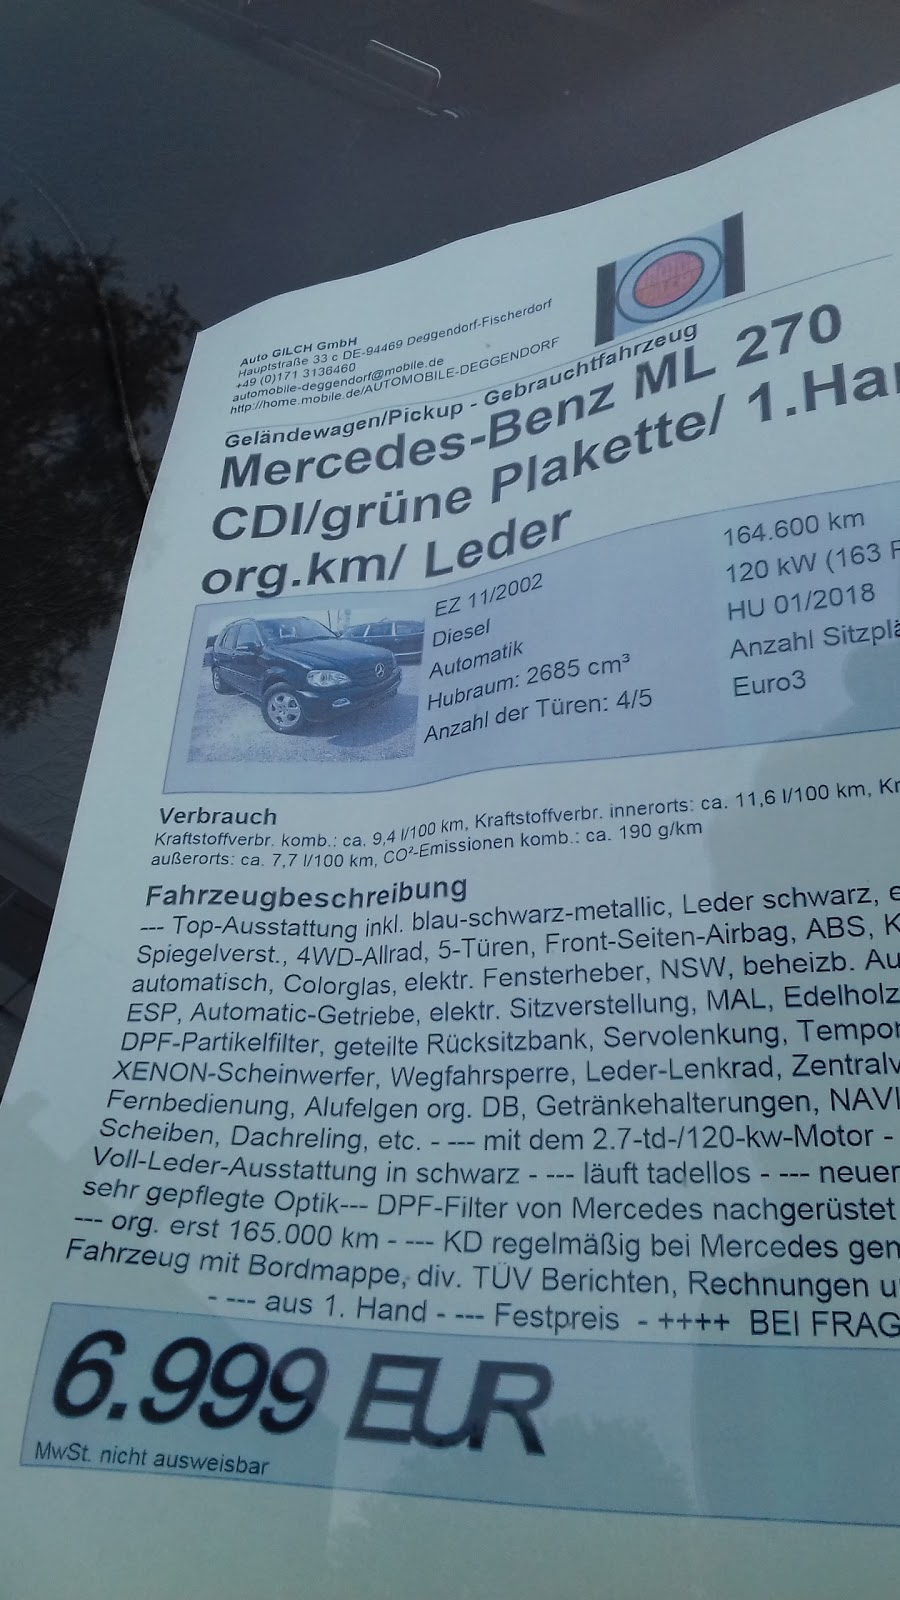 Auto GILCH GmbH
Hauptstraße 33 c DE-94469 Deggendorf-Fischerdorf
+49 (0)171 3136460
automobile-deggendorf@mobile.de
http://home.mobile.de/AUTOMOBILE-DEGGENDORF
Geländewagen/Pickup - Gebrauchtfahrzeug
Mercedes-Benz ML 270
CDI/grüne Plakette/ 1.Han
org.km/ Leder
EZ 11/2002
Diesel
Automatik
Hubraum: 2685 cm³
Anzahl der Türen: 4/5
164.600 km
120 kW (163 P
HU 01/2018
Anzahl Sitzplä
Euro3
Verbrauch
Kraftstoffverbr. komb.: ca. 9,4 l/100 km, Kraftstoffverbr. innerorts: ca. 11,6 l/100 km, Kr
außerorts: ca. 7,7 l/100 km, CO²-Emissionen komb.: ca. 190 g/km
Fahrzeugbeschreibung
--- Top-Ausstattung inkl. blau-schwarz-metallic, Leder schwarz, e
Spiegelverst., 4WD-Allrad, 5-Türen, Front-Seiten-Airbag, ABS, K
automatisch, Colorglas, elektr. Fensterheber, NSW, beheizb. Au
ESP, Automatic-Getriebe, elektr. Sitzverstellung, MAL, Edelholz
DPF-Partikelfilter, geteilte Rücksitzbank, Servolenkung, Tempor
XENON-Scheinwerfer, Wegfahrsperre, Leder-Lenkrad, Zentralv
Fernbedienung, Alufelgen org. DB, Getränkehalterungen, NAVI
Scheiben, Dachreling, etc. - --- mit dem 2.7-td-/120-kw-Motor -
Voll-Leder-Ausstattung in schwarz - --- läuft tadellos - --- neuer
sehr gepflegte Optik--- DPF-Filter von Mercedes nachgerüstet
--- org. erst 165.000 km - --- KD regelmäßig bei Mercedes gem
Fahrzeug mit Bordmappe, div. TÜV Berichten, Rechnungen u
- --- aus 1. Hand - --- Festpreis - ++++ BEI FRAG
6.999 EUR
MwSt. nicht ausweisbar